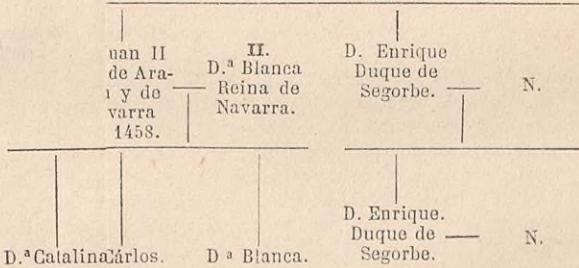 uan II
de Ara-
y de
varra
1458.
II.
D.ª Blanca
Reina de
Navarra.
D. Enrique
Duque de
Segorbe.
N.
D.ª Catalina
Cárlos.
D ª Blanca.
D. Enrique.
Duque de
Segorbe.
N.